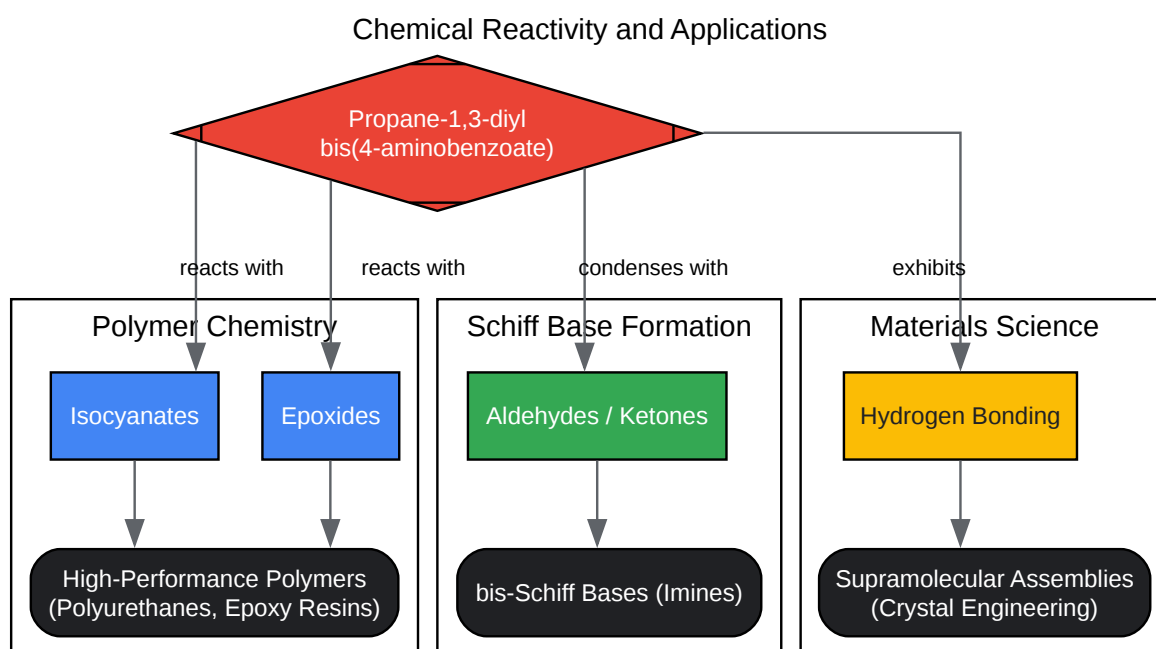 Chemical Reactivity and Applications
Propane-1,3-diyl
bis(4-aminobenzoate)
reacts with
reacts with
condenses with
exhibits
Polymer Chemistry
Schiff Base Formation
Materials Science
Isocyanates
Epoxides
Aldehydes / Ketones
Hydrogen Bonding
High-Performance Polymers
(Polyurethanes, Epoxy Resins)
bis-Schiff Bases (Imines)
Supramolecular Assemblies
(Crystal Engineering)